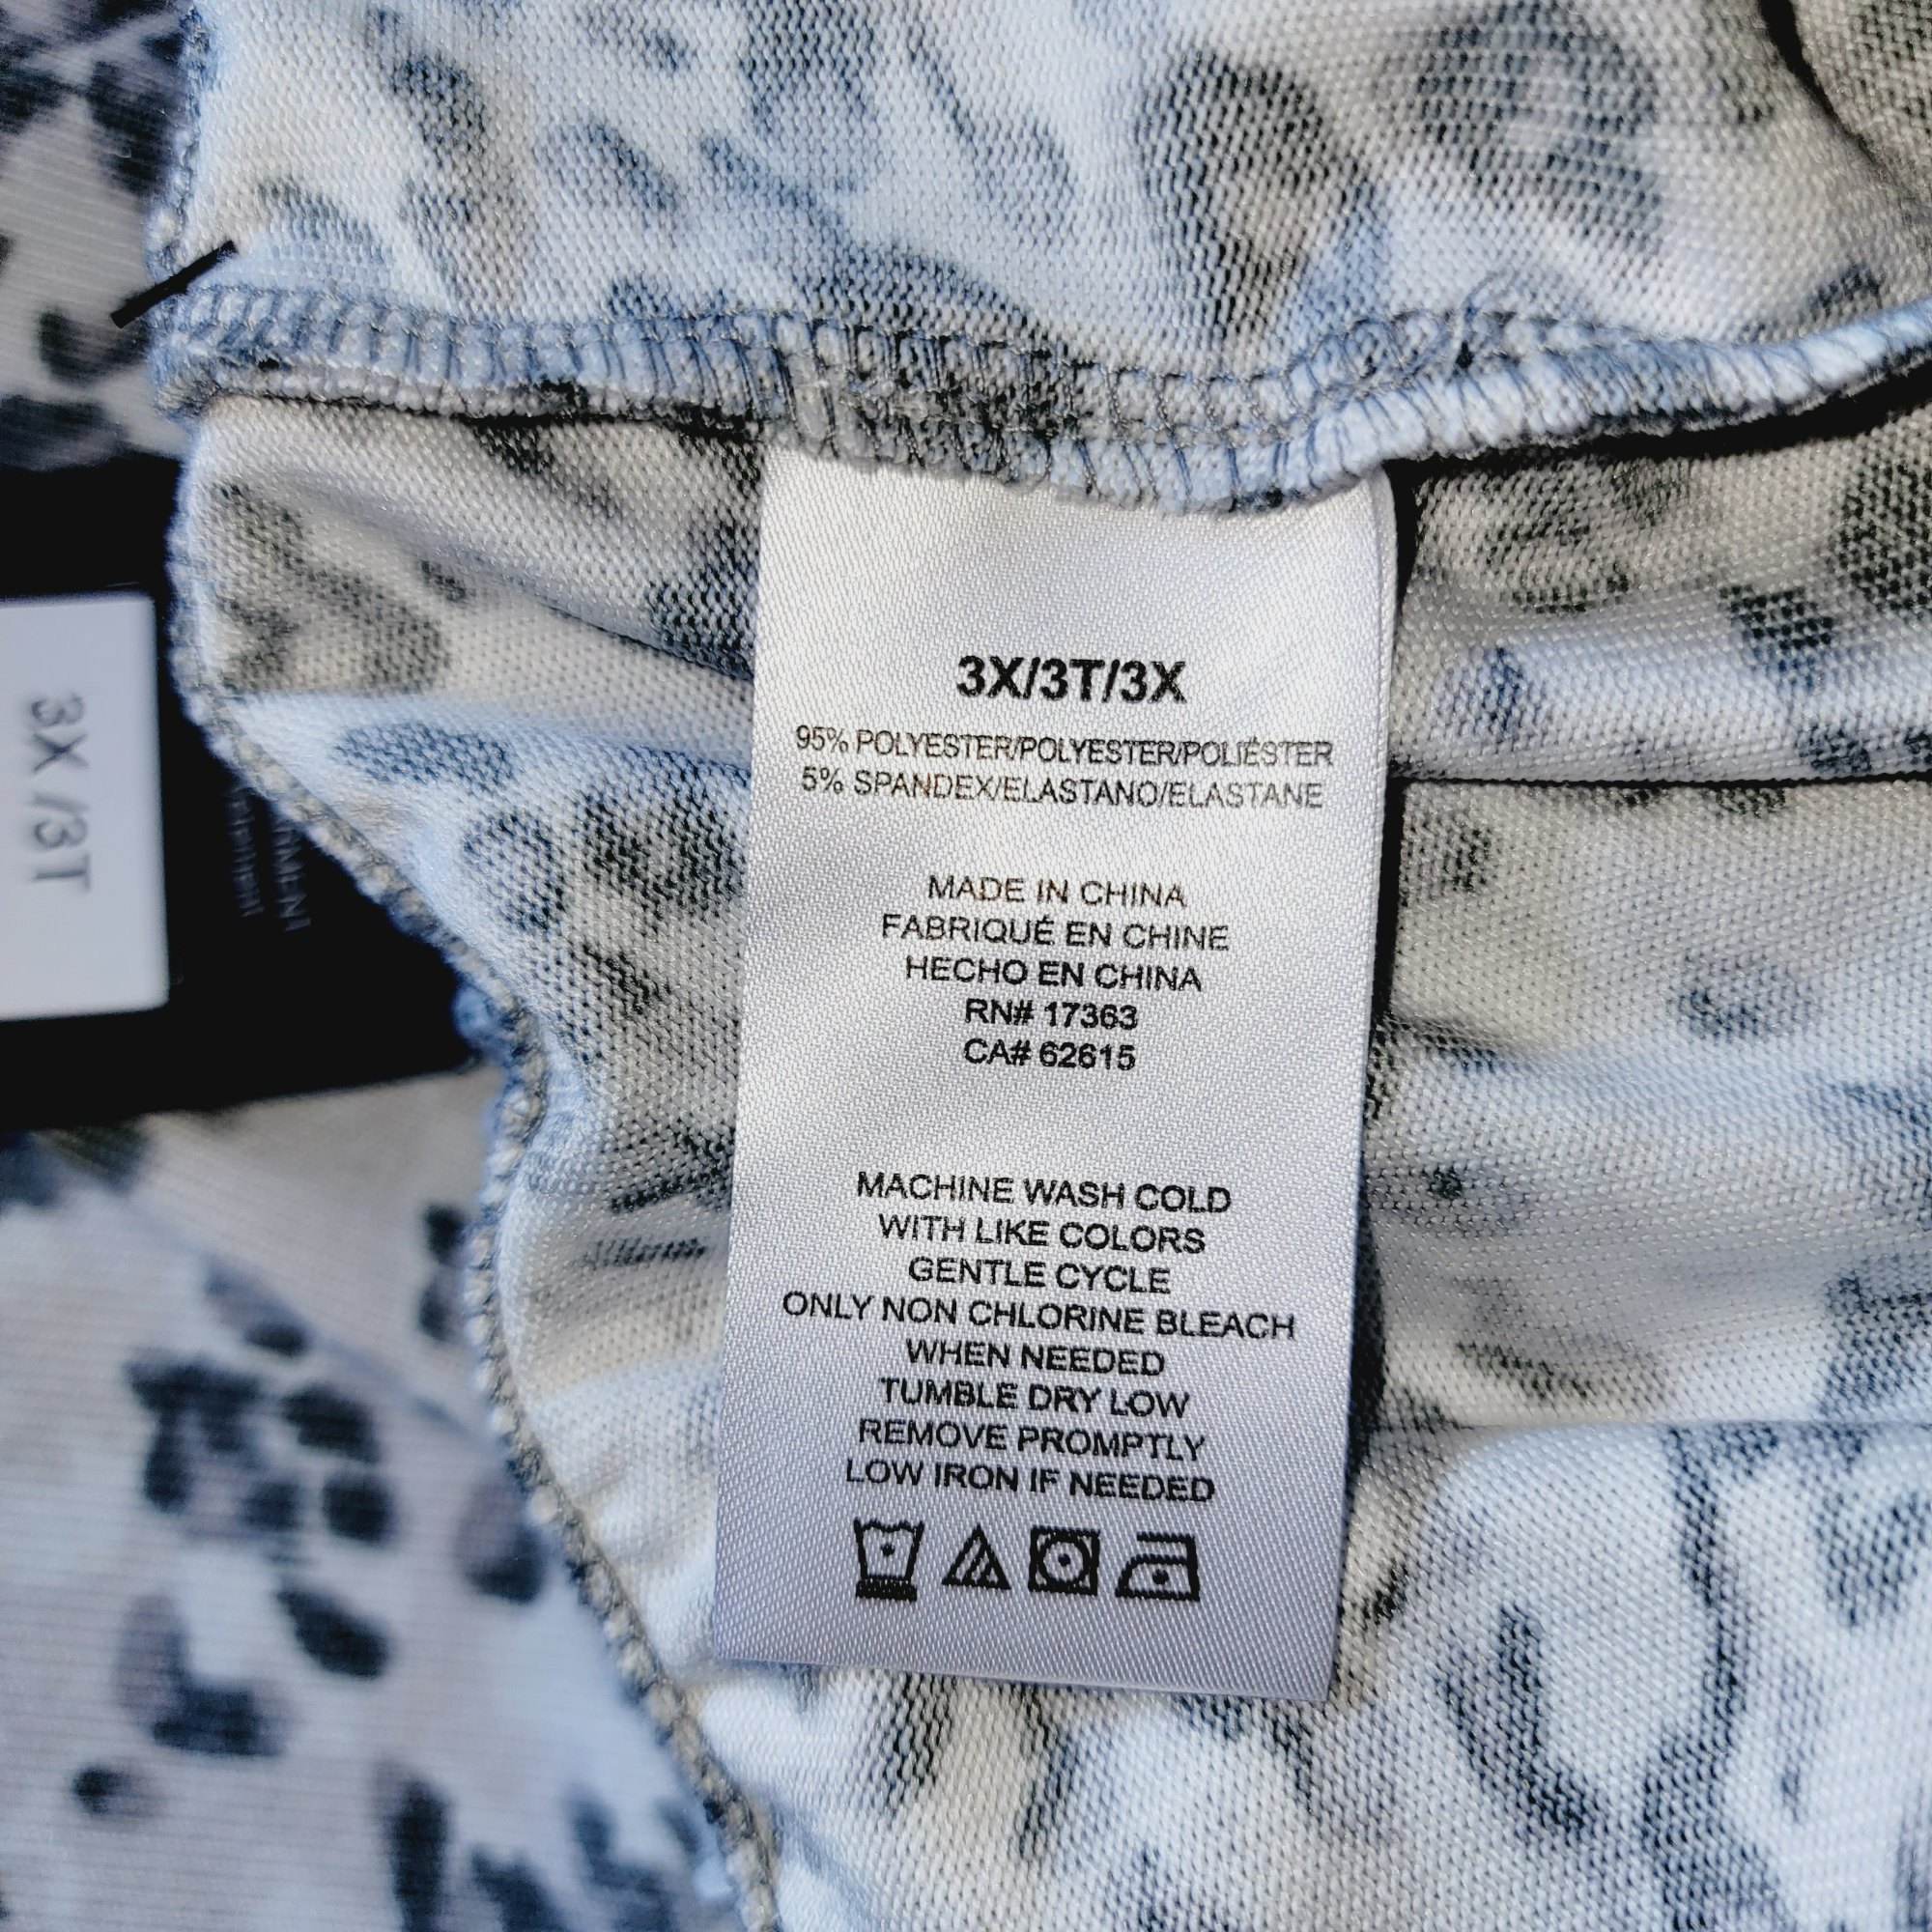 3X /3T
3X/3T/3X
95% POLYESTER/POLYESTER/POLIÉSTER
5% SPANDEX/ELASTANO/ELASTANE
MADE IN CHINA
FABRIQUÉ EN CHINE
HECHO EN CHINA
RN# 17363
CA# 62615
MACHINE WASH COLD
WITH LIKE COLORS
GENTLE CYCLE
ONLY NON CHLORINE BLEACH
WHEN NEEDED
TUMBLE DRY LOW
REMOVE PROMPTLY
LOW IRON IF NEEDED